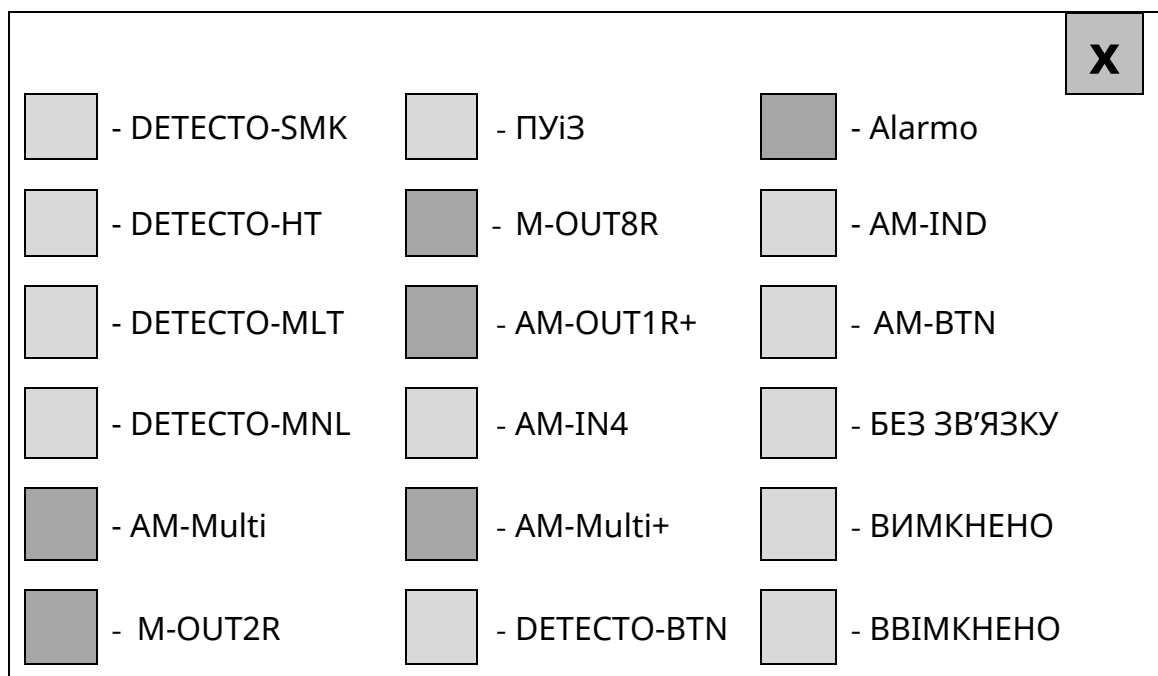 x
- DETECTO-SMK
- DETECTO-HT
- DETECTO-MLT
- DETECTO-MNL
- AM-Multi
- M-OUT2R
- ПУіЗ
- M-OUT8R
- AM-OUT1R+
- AM-IN4
- AM-Multi+
- DETECTO-BTN
- Alarmo
- AM-IND
- AM-BTN
- БЕЗ ЗВ’ЯЗКУ
- ВИМКНЕНО
- ВВІМКНЕНО